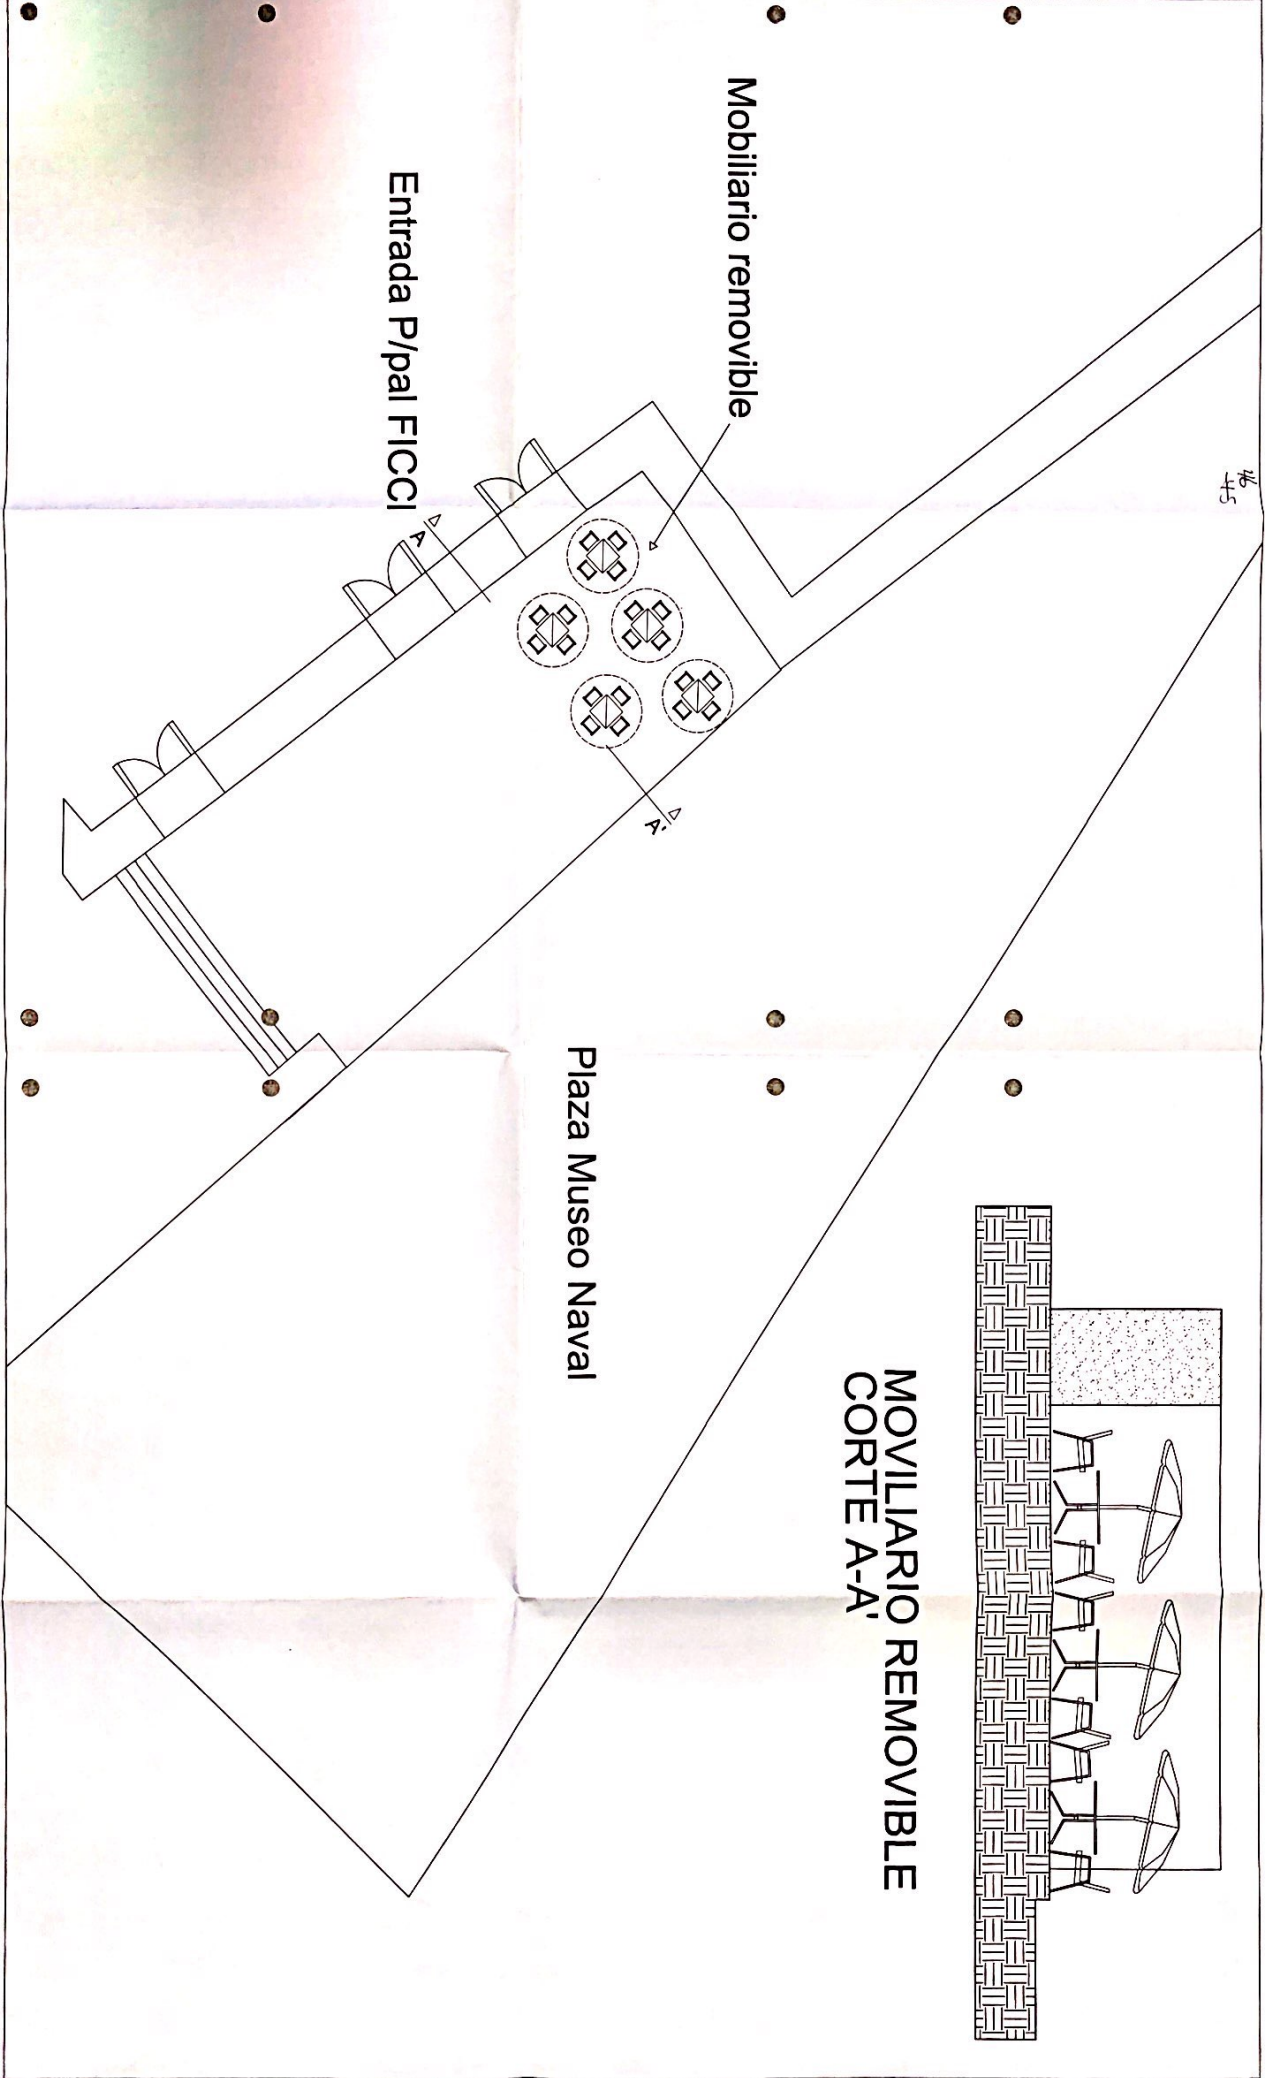 MOVILIARIO REMOVIBLE
CORTE A-A'
Mobiliario removible
Plaza Museo Naval
Entrada P/pal FICCI
A
A'